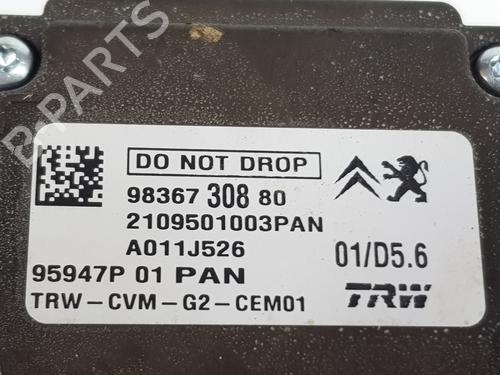 DO NOT DROP
98367 308 80
2109501003PAN
A011J526
01/D5.6
95947P 01 PAN
TRW-CVM-G2-CEM01
TRW
B-PARTS